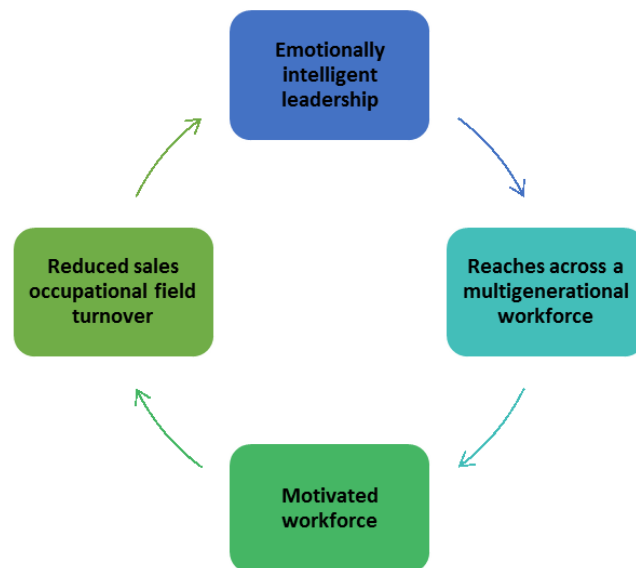 Emotionally
intelligent
leadership
Reaches across a
multigenerational
workforce
Motivated
workforce
Reduced sales
occupational field
turnover